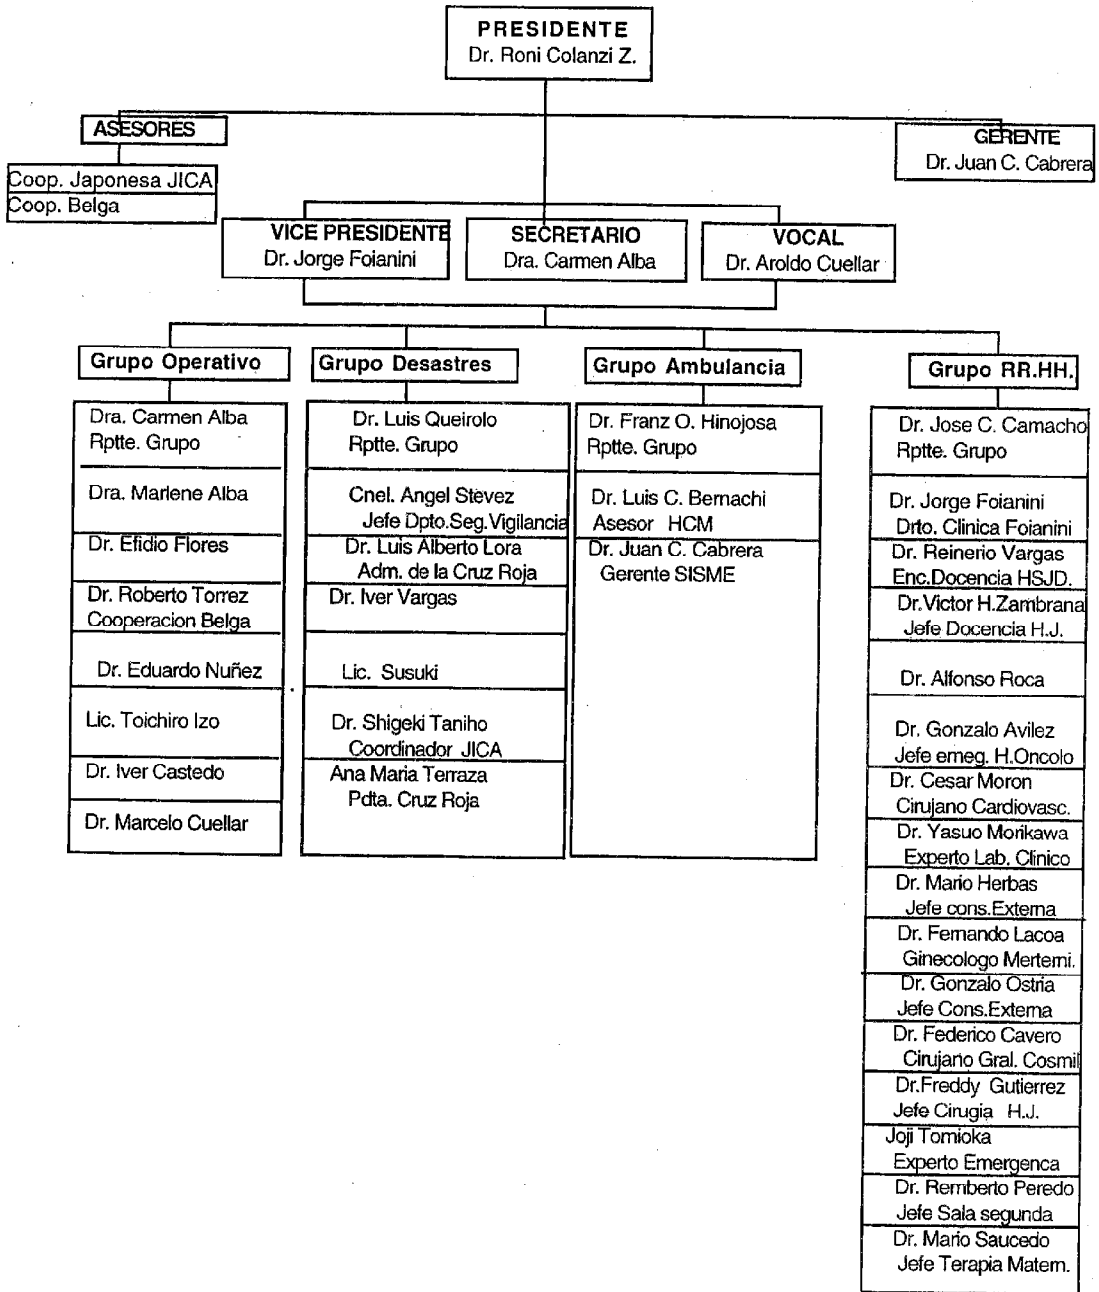 PRESIDENTE
Dr. Roni Colanzi Z.
ASESORES
Coop. Japonesa JICA
Coop. Belga
GERENTE
Dr. Juan C. Cabrera
VICE PRESIDENTE
Dr. Jorge Foianini
SECRETARIO
Dra. Carmen Alba
VOCAL
Dr. Aroldo Cuellar
Grupo Operativo
Dra. Carmen Alba
Rptte. Grupo
Dra. Marlene Alba
Dr. Efidio Flores
Dr. Roberto Torrez
Cooperacion Belga
Dr. Eduardo Nuñez
Lic. Toichiro Izo
Dr. Iver Castedo
Dr. Marcelo Cuellar
Grupo Desastres
Dr. Luis Queirolo
Rptte. Grupo
Cnel. Angel Stevez
Jefe Dpto.Seg.Vigilancia
Dr. Luis Alberto Lora
Adm. de la Cruz Roja
Dr. Iver Vargas
Lic. Susuki
Dr. Shigeki Taniho
Coordinador JICA
Ana Maria Terraza
Pdta. Cruz Roja
Grupo Ambulancia
Dr. Franz O. Hinojosa
Rptte. Grupo
Dr. Luis C. Bernachi
Asesor HCM
Dr. Juan C. Cabrera
Gerente SISME
Grupo RR.HH.
Dr. Jose C. Camacho
Rptte. Grupo
Dr. Jorge Foianini
Drto. Clinica Foianini
Dr. Reinerio Vargas
Enc.Docencia HSJD.
Dr.Victor H.Zambrana
Jefe Docencia H.J.
Dr. Alfonso Roca
Dr. Gonzalo Avilez
Jefe emeg. H.Oncolo
Dr. Cesar Moron
Cirujano Cardiovasc.
Dr. Yasuo Morikawa
Experto Lab. Clinico
Dr. Mario Herbas
Jefe cons.Externa
Dr. Fernando Lacoa
Ginecologo Merterni.
Dr. Gonzalo Ostria
Jefe Cons.Externa
Dr. Federico Cavero
Cirujano Gral. Cosmil
Dr.Freddy Gutierrez
Jefe Cirugia H.J.
Joji Tomioka
Experto Emergenca
Dr. Remberto Peredo
Jefe Sala segunda
Dr. Mario Saucedo
Jefe Terapia Matern.